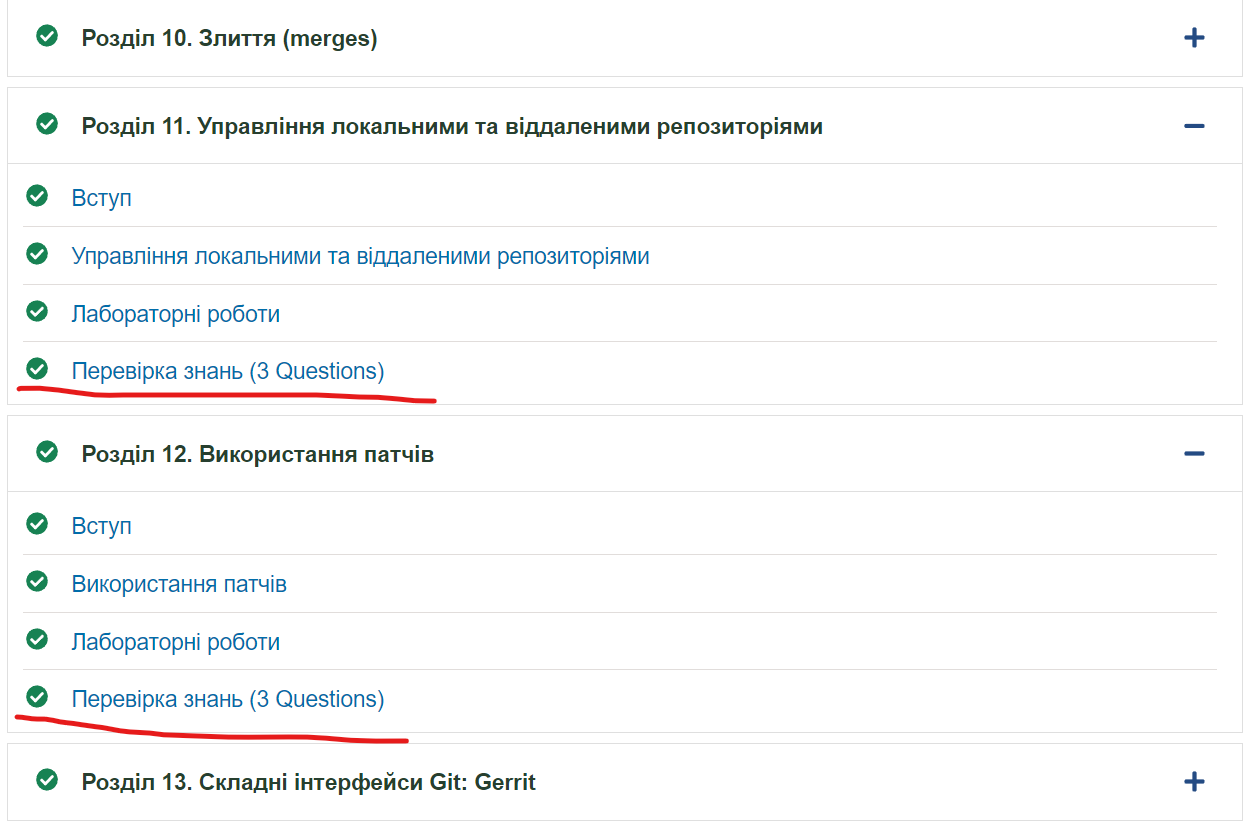 Розділ 10. Злиття (merges)
Розділ 11. Управління локальними та віддаленими репозиторіями
Вступ
Управління локальними та віддаленими репозиторіями
Лабораторні роботи
Перевірка знань (3 Questions)
Розділ 12. Використання патчів
Вступ
Використання патчів
Лабораторні роботи
Перевірка знань (3 Questions)
Розділ 13. Складні інтерфейси Git: Gerrit